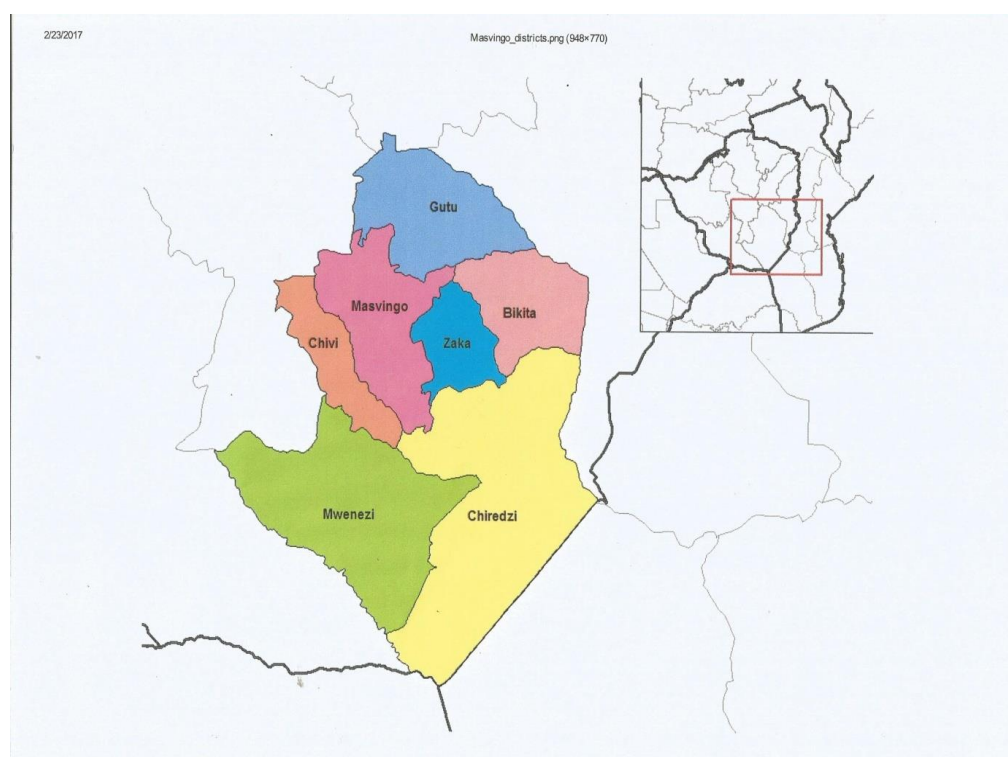 2/23/2017
Masvingo_districts.png (948×770)
Gutu
Masvingo
Bikita
Chivi
Zaka
Mwenezi
Chiredzi